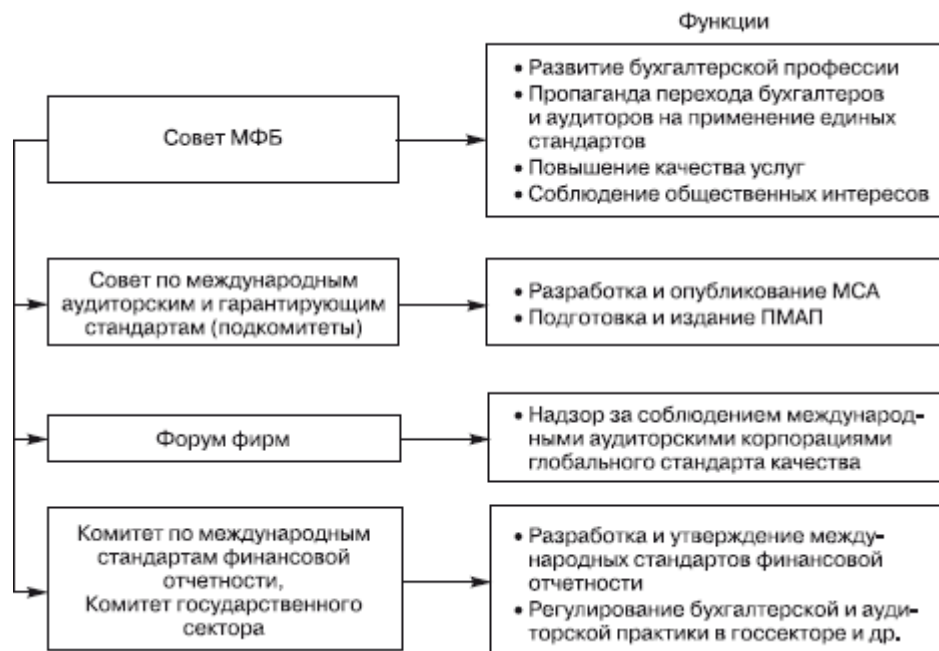 Функции
Совет МФБ
• Развитие бухгалтерской профессии
• Пропаганда перехода бухгалтеров
и аудиторов на применение единых
стандартов
• Повышение качества услуг
• Соблюдение общественных интересов
Совет по международным
аудиторским и гарантирующим
стандартам (подкомитеты)
• Разработка и опубликование МСА
• Подготовка и издание ПМАП
Форум фирм
• Надзор за соблюдением международ-
ными аудиторскими корпорациями
глобального стандарта качества
Комитет по международным
стандартам финансовой
отчетности,
Комитет государственного
сектора
• Разработка и утверждение между-
народных стандартов финансовой
отчетности
• Регулирование бухгалтерской и ауди-
торской практики в госсекторе и др.